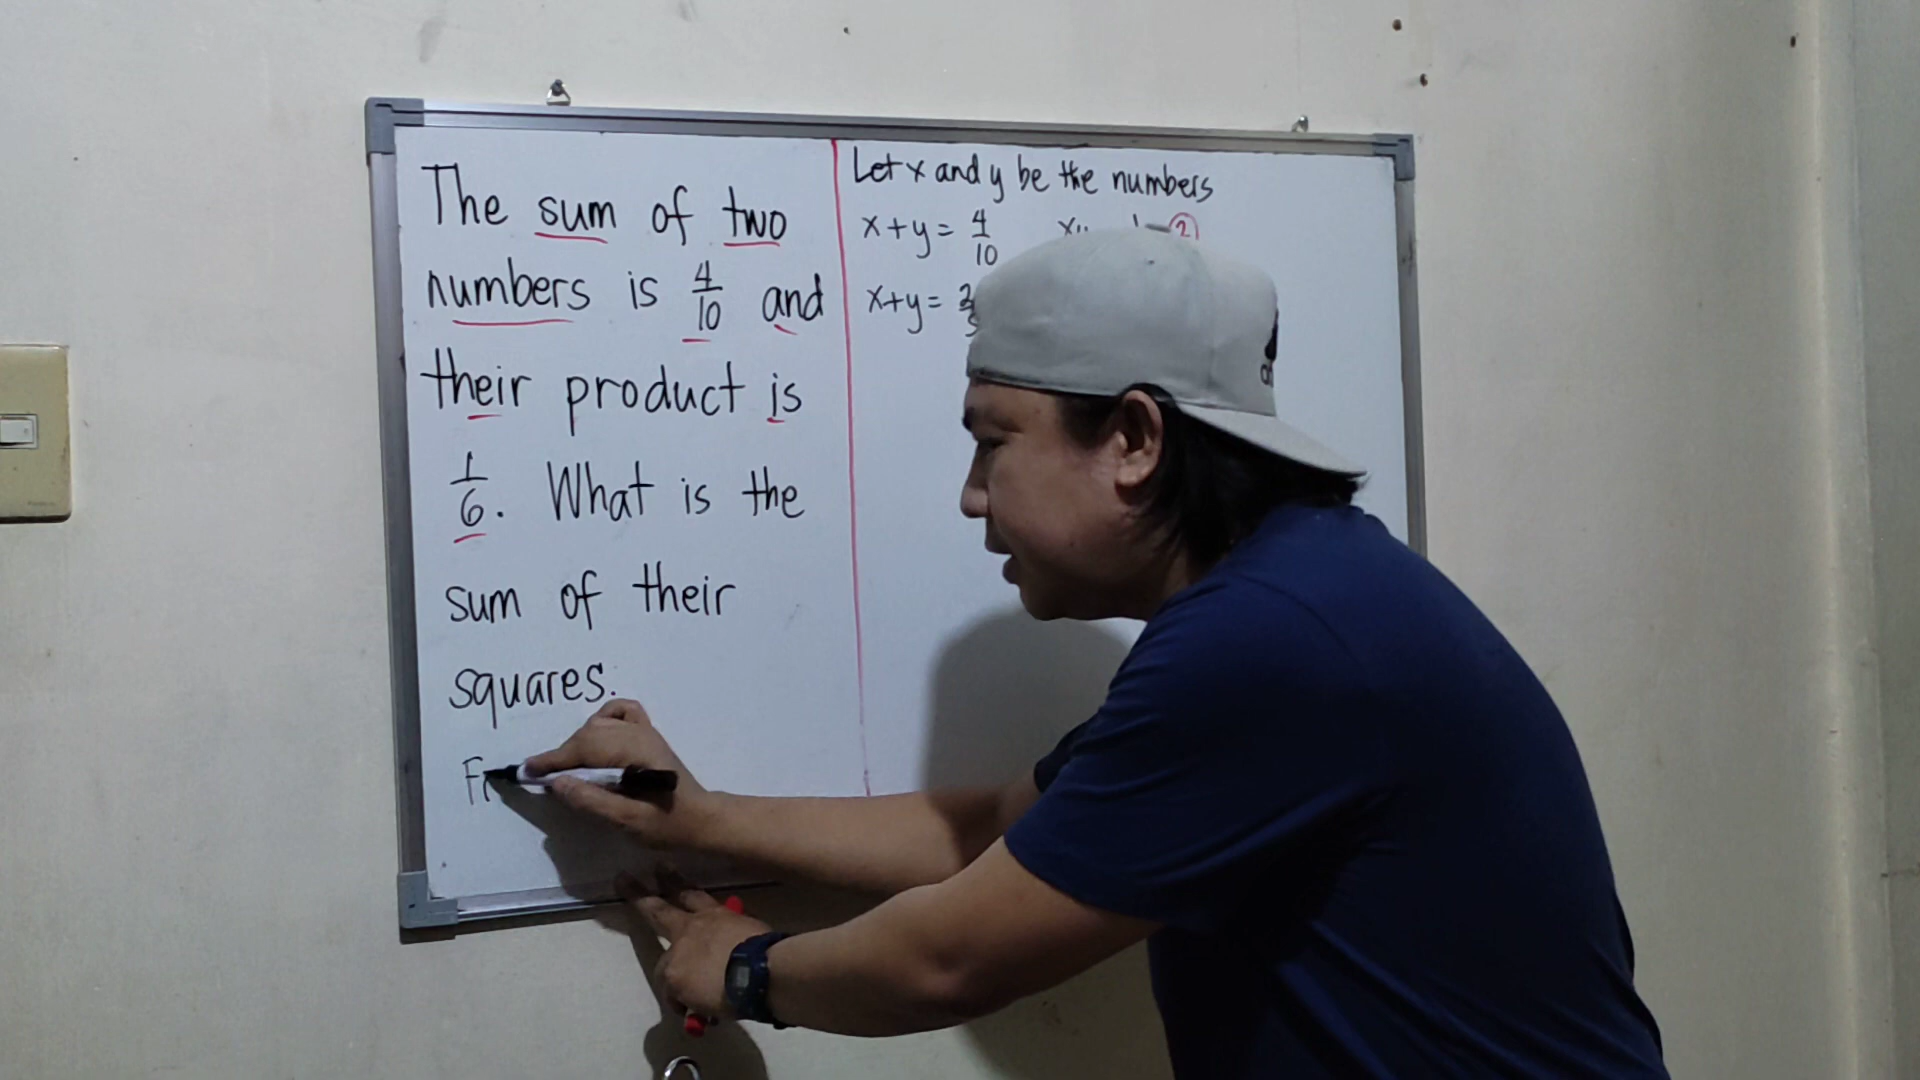 The sum of two
numbers is 4/10 and
their product is
1/6. What is the
sum of their
squares.
Let x and y be the numbers
x+y = 4/10
②
x+y =